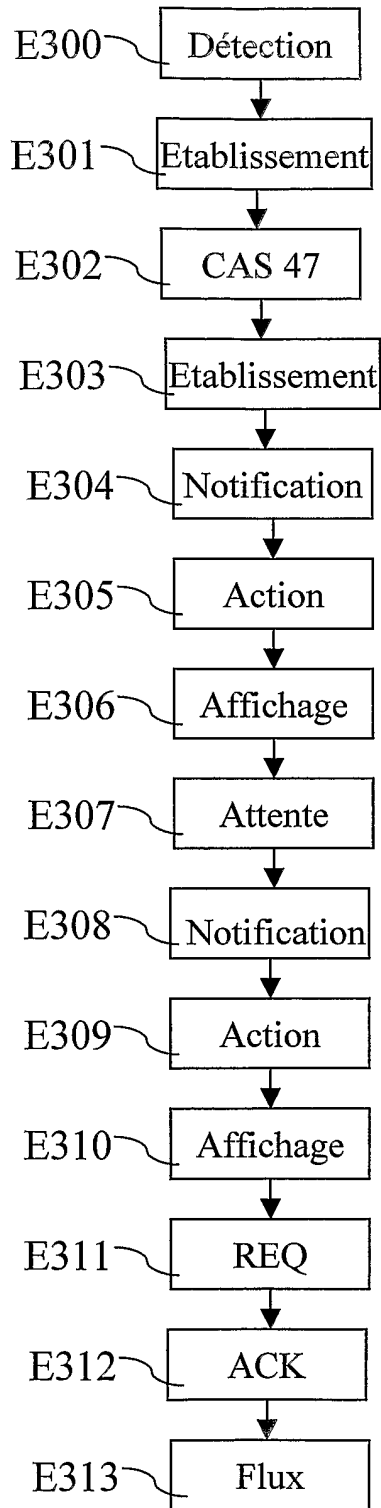 E300 Détection
E301 Etablissement
E302 CAS 47
E303 Etablissement
E304 Notification
E305 Action
E306 Affichage
E307 Attente
E308 Notification
E309 Action
E310 Affichage
E311 REQ
E312 ACK
E313 Flux